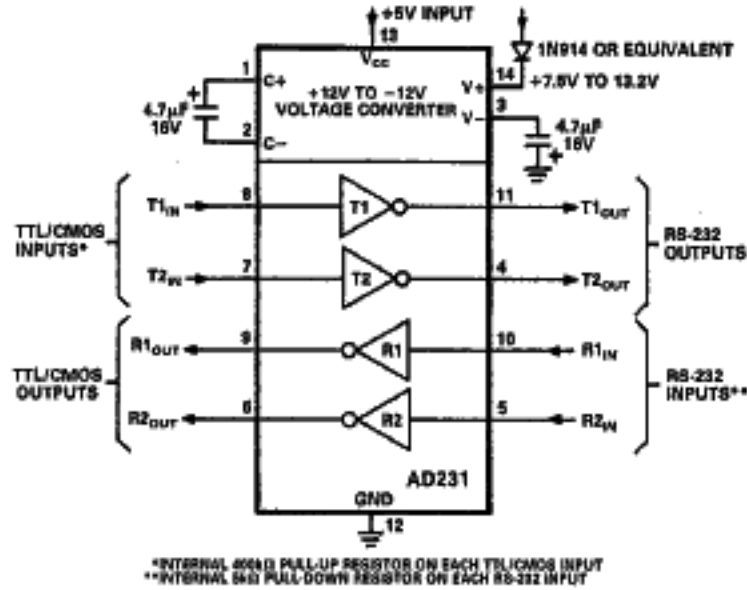 +5V INPUT
13
VCC
1N914 OR EQUIVALENT
14
+7.5V TO 13.2V
V+
1
C+
+12V TO −12V
VOLTAGE CONVERTER
4.7µF
16V
2
C−
3
V−
4.7µF
16V
TTL/CMOS
INPUTS*
T1IN
8
T1
11
T1OUT
T2IN
7
T2
4
T2OUT
RS-232
OUTPUTS
TTL/CMOS
OUTPUTS
R1OUT
9
R1
10
R1IN
R2OUT
6
R2
5
R2IN
RS-232
INPUTS**
AD231
GND
12
*INTERNAL 400kΩ PULL-UP RESISTOR ON EACH TTL/CMOS INPUT
**INTERNAL 5kΩ PULL-DOWN RESISTOR ON EACH RS-232 INPUT